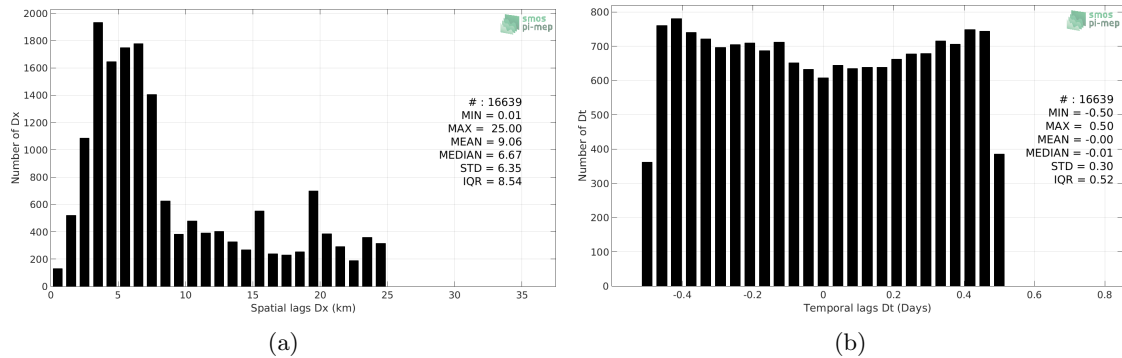 2000
1800
1600
1400
1200
1000
800
600
400
200
0
Number of Dx
smos
pi-mep
# : 16639
MIN = 0.01
MAX = 25.00
MEAN = 9.06
MEDIAN = 6.67
STD = 6.35
IQR = 8.54
0 5 10 15 20 25 30 35
Spatial lags Dx (km)
(a)
800
700
600
500
400
300
200
100
0
Number of Dt
smos
pi-mep
# : 16639
MIN = -0.50
MAX = 0.50
MEAN = -0.00
MEDIAN = -0.01
STD = 0.30
IQR = 0.52
-0.4 -0.2 0 0.2 0.4 0.6 0.8
Temporal lags Dt (Days)
(b)